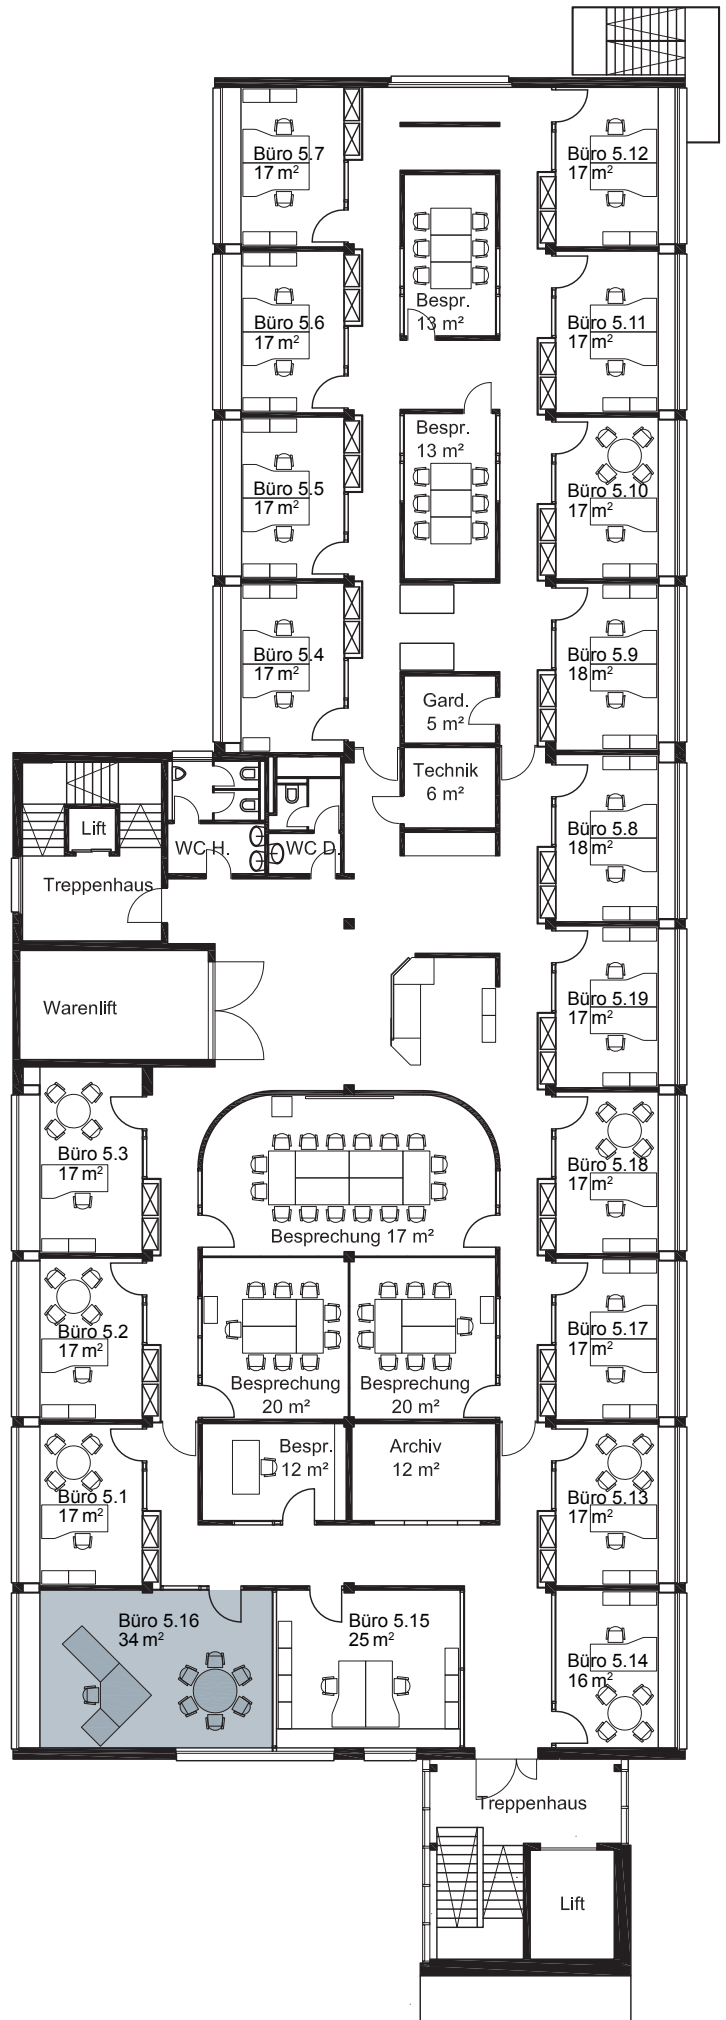 Büro 5.7
17 m²
Büro 5.12
17 m²
Bespr.
13 m²
Büro 5.6
17 m²
Büro 5.11
17 m²
Bespr.
13 m²
Büro 5.5
17 m²
Büro 5.10
17 m²
Büro 5.4
17 m²
Büro 5.9
18 m²
Gard.
5 m²
Technik
6 m²
Lift
WC H.
WC D.
Büro 5.8
18 m²
Treppenhaus
Warenlift
Büro 5.19
17 m²
Büro 5.3
17 m²
Büro 5.18
17 m²
Besprechung 17 m²
Büro 5.2
17 m²
Büro 5.17
17 m²
Besprechung
20 m²
Besprechung
20 m²
Bespr.
12 m²
Archiv
12 m²
Büro 5.1
17 m²
Büro 5.13
17 m²
Büro 5.16
34 m²
Büro 5.15
25 m²
Büro 5.14
16 m²
Treppenhaus
Lift